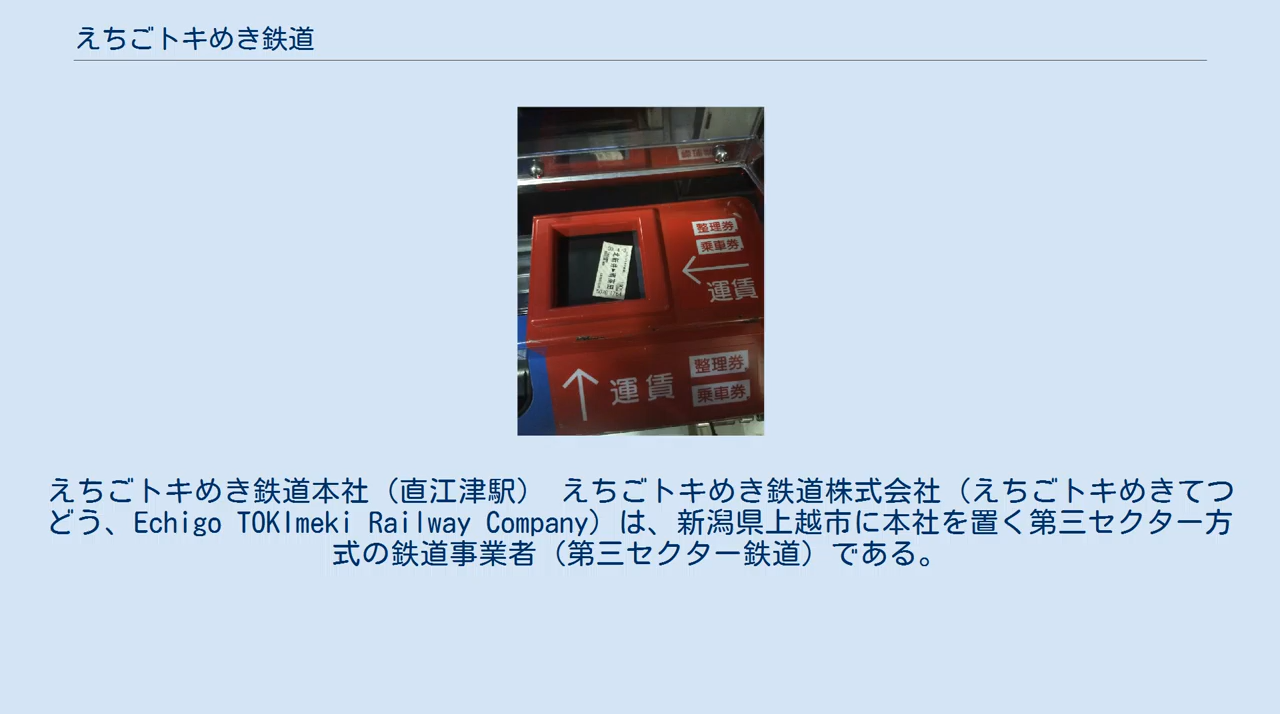 えちごトキめき鉄道
整理券
乗車券
←
運賃
↑ 運賃
整理券
乗車券
えちごトキめき鉄道本社（直江津駅） えちごトキめき鉄道株式会社（えちごトキめきてつ
どう、Echigo TOKImeki Railway Company）は、新潟県上越市に本社を置く第三セクター方
式の鉄道事業者（第三セクター鉄道）である。